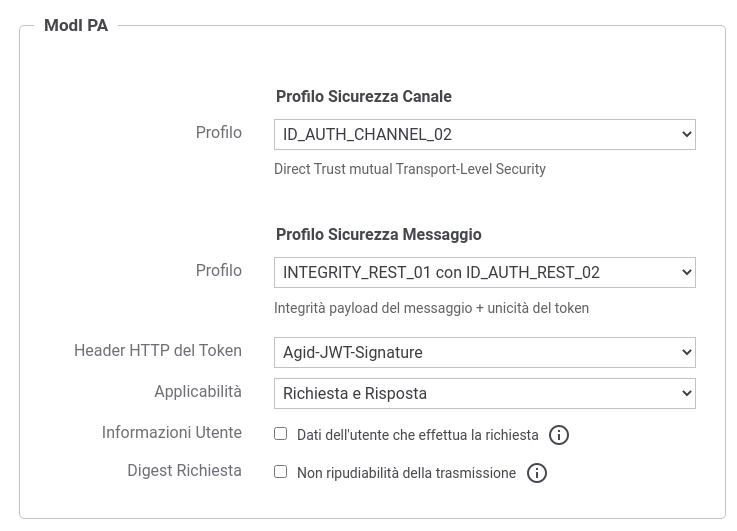 ModI PA
Profilo Sicurezza Canale
Profilo
ID_AUTH_CHANNEL_02
Direct Trust mutual Transport-Level Security
Profilo Sicurezza Messaggio
Profilo
INTEGRITY_REST_01 con ID_AUTH_REST_02
Integrità payload del messaggio + unicità del token
Header HTTP del Token
Agid-JWT-Signature
Applicabilità
Richiesta e Risposta
Informazioni Utente
Dati dell'utente che effettua la richiesta
Digest Richiesta
Non ripudiabilità della trasmissione